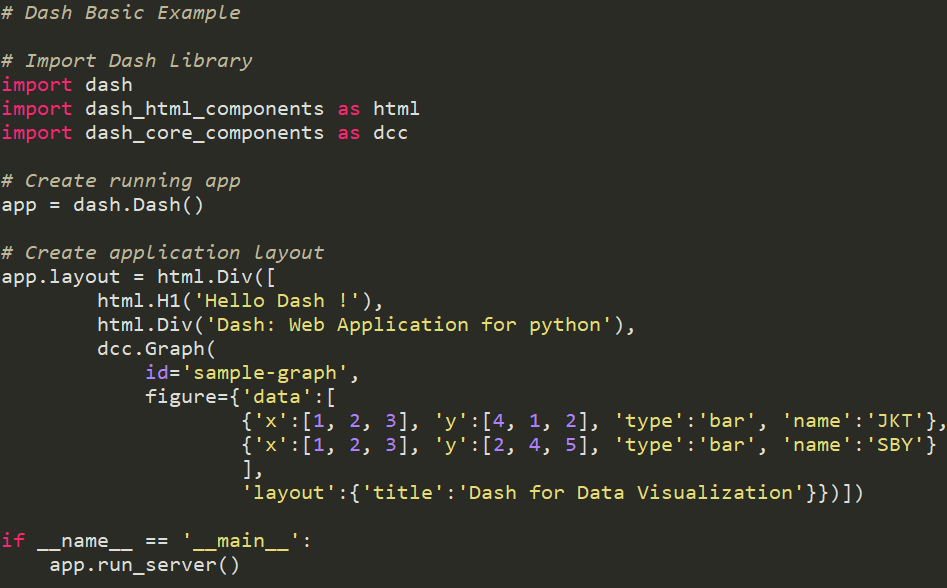 # Dash Basic Example
# Import Dash Library
import dash
import dash_html_components as html
import dash_core_components as dcc
# Create running app
app = dash.Dash()
# Create application layout
app.layout = html.Div([
        html.H1('Hello Dash !'),
        html.Div('Dash: Web Application for python'),
        dcc.Graph(
            id='sample-graph',
            figure={'data':[
                    {'x':[1, 2, 3], 'y':[4, 1, 2], 'type':'bar', 'name':'JKT'},
                    {'x':[1, 2, 3], 'y':[2, 4, 5], 'type':'bar', 'name':'SBY'}
                    ],
                    'layout':{'title':'Dash for Data Visualization'}})])
if __name__ == '__main__':
    app.run_server()